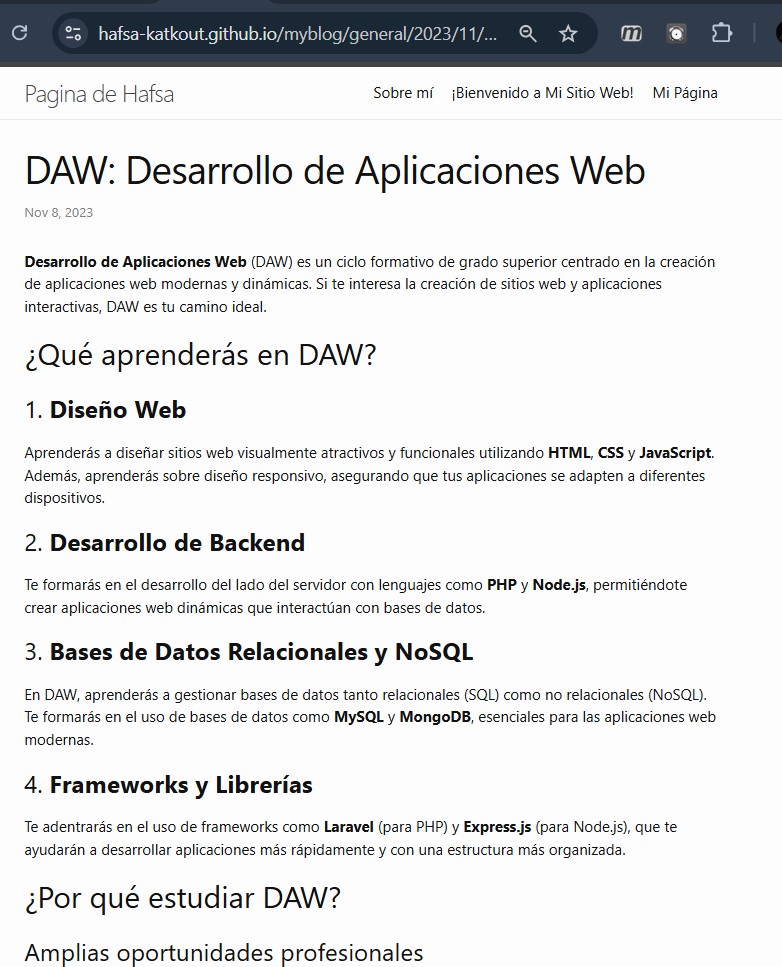 hafsa-katkout.github.io/myblog/general/2023/11/...
Pagina de Hafsa
Sobre mí
¡Bienvenido a Mi Sitio Web!
Mi Página
DAW: Desarrollo de Aplicaciones Web
Nov 8, 2023
Desarrollo de Aplicaciones Web (DAW) es un ciclo formativo de grado superior centrado en la creación
de aplicaciones web modernas y dinámicas. Si te interesa la creación de sitios web y aplicaciones
interactivas, DAW es tu camino ideal.
¿Qué aprenderás en DAW?
1. Diseño Web
Aprenderás a diseñar sitios web visualmente atractivos y funcionales utilizando HTML, CSS y JavaScript.
Además, aprenderás sobre diseño responsivo, asegurando que tus aplicaciones se adapten a diferentes
dispositivos.
2. Desarrollo de Backend
Te formarás en el desarrollo del lado del servidor con lenguajes como PHP y Node.js, permitiéndote
crear aplicaciones web dinámicas que interactúan con bases de datos.
3. Bases de Datos Relacionales y NoSQL
En DAW, aprenderás a gestionar bases de datos tanto relacionales (SQL) como no relacionales (NoSQL).
Te formarás en el uso de bases de datos como MySQL y MongoDB, esenciales para las aplicaciones web
modernas.
4. Frameworks y Librerías
Te adentrarás en el uso de frameworks como Laravel (para PHP) y Express.js (para Node.js), que te
ayudarán a desarrollar aplicaciones más rápidamente y con una estructura más organizada.
¿Por qué estudiar DAW?
Amplias oportunidades profesionales